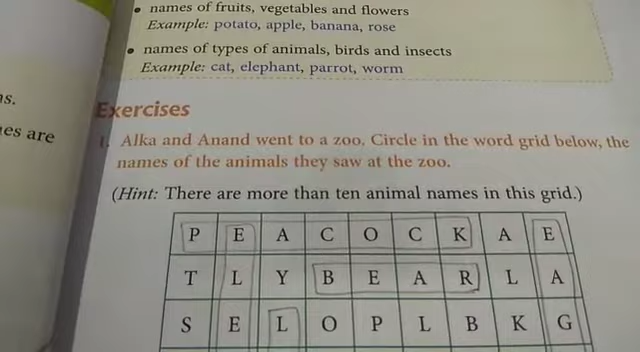 • names of fruits, vegetables and flowers
Example: potato, apple, banana, rose
• names of types of animals, birds and insects
Example: cat, elephant, parrot, worm
es are
Exercises
1. Alka and Anand went to a zoo. Circle in the word grid below, the
names of the animals they saw at the zoo.
(Hint: There are more than ten animal names in this grid.)
P E A C O C K A E
T L Y B E A R L A
S E L O P L B K G